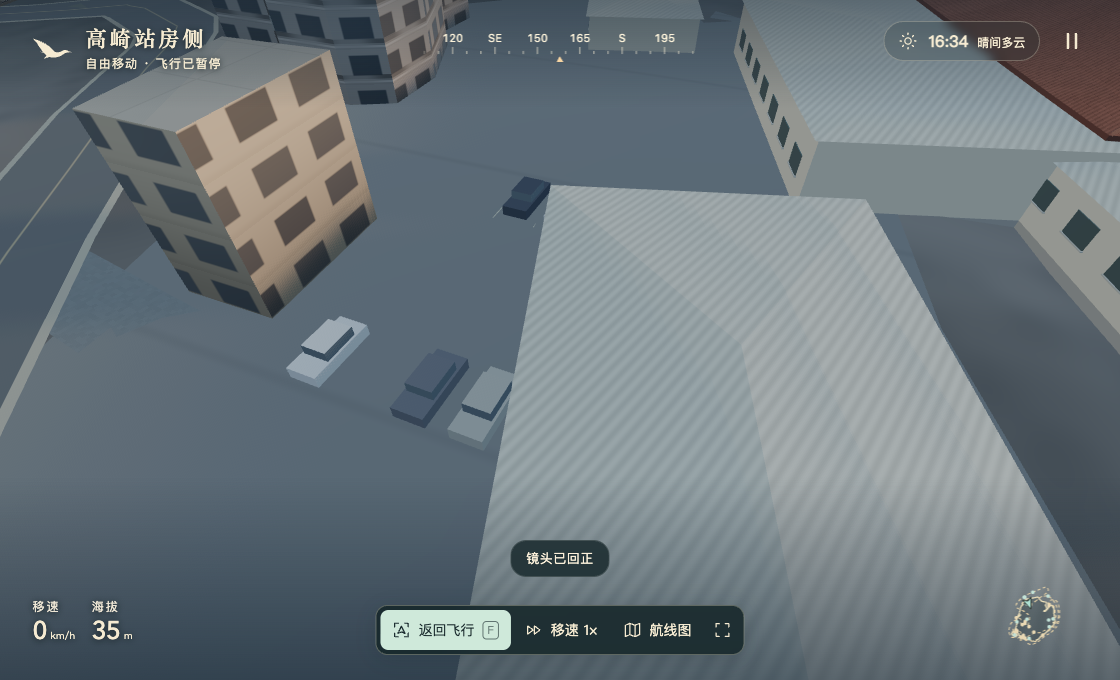 高崎站房侧
自由移动 · 飞行已暂停
120 SE 150 165 S 195
16:34 晴间多云
镜头已回正
移速 海拔
0 km/h 35 m
返回飞行 F 移速 1x 航线图